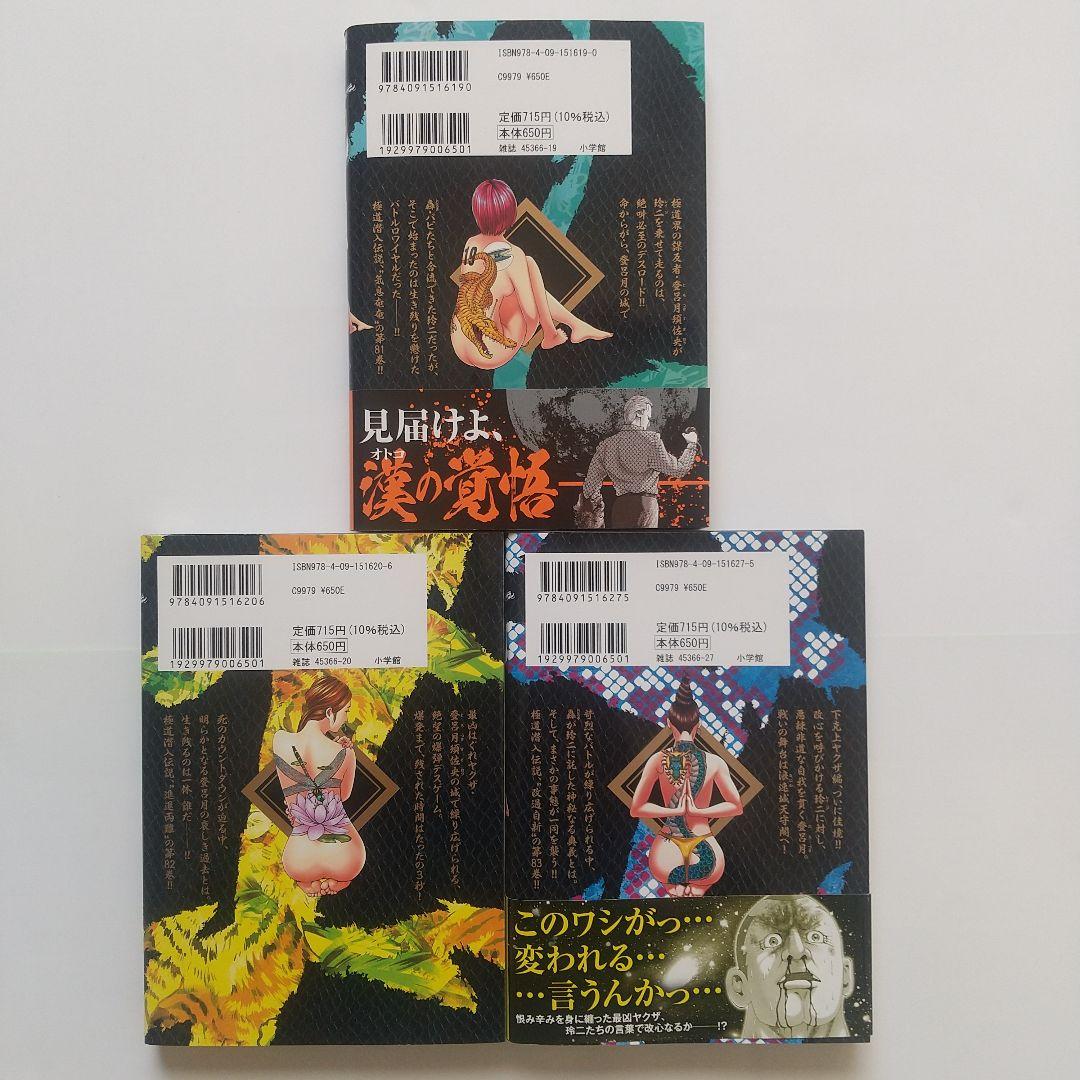 ISBN978-4-09-151619-0
C9979 ¥650E
9784091516190
定価715円(10%税込)
本体650円
1929979006501
雑誌 45366-19 小学館
極道界の謀反者・登呂月須佐央が
玲二を乗せて走るのは、
絶叫必至のデスロード!!
命からがら、登呂月の城で
轟・パピたちと合流できた玲二だったが、
そこで始まったのは生き残りを懸けた
バトルロワイヤルだった――!!
極道潜入伝説、“気息奄奄”の第81巻!!
見届けよ、
オトコ
漢の覚悟――
ISBN978-4-09-151620-6
C9979 ¥650E
9784091516206
定価715円(10%税込)
本体650円
1929979006501
雑誌 45366-20 小学館
最凶はぐれヤクザ・
登呂月須佐央の城で繰り広げられる、
絶望の爆弾デスゲーム。
爆発まで、残された時間はたったの3秒!
死のカウントダウンが迫る中、
明らかとなる登呂月の哀しき過去とは
生き残るのは一体、誰だ――!!
極道潜入伝説、“進退両難”の第82巻!!
ISBN978-4-09-151627-5
C9979 ¥650E
9784091516275
定価715円(10%税込)
本体650円
1929979006501
雑誌 45366-27 小学館
下克上ヤクザ編、ついに佳境!!
改心を呼びかける玲二に対し、
悪辣非道な自我を貫く登呂月。
戦いの舞台は浪速城天守閣へ!
苛烈なバトルが繰り広げられる中、
轟が玲二に託した神秘なる奥義とは。
そして、まさかの事態が一同を襲う!!
極道潜入伝説、“改過自新”の第83巻!!
このワシがっ…
変われる…
…言うんかっ…
恨み辛みを身に纏った最凶ヤクザ、
玲二たちの言葉で改心なるか――!?